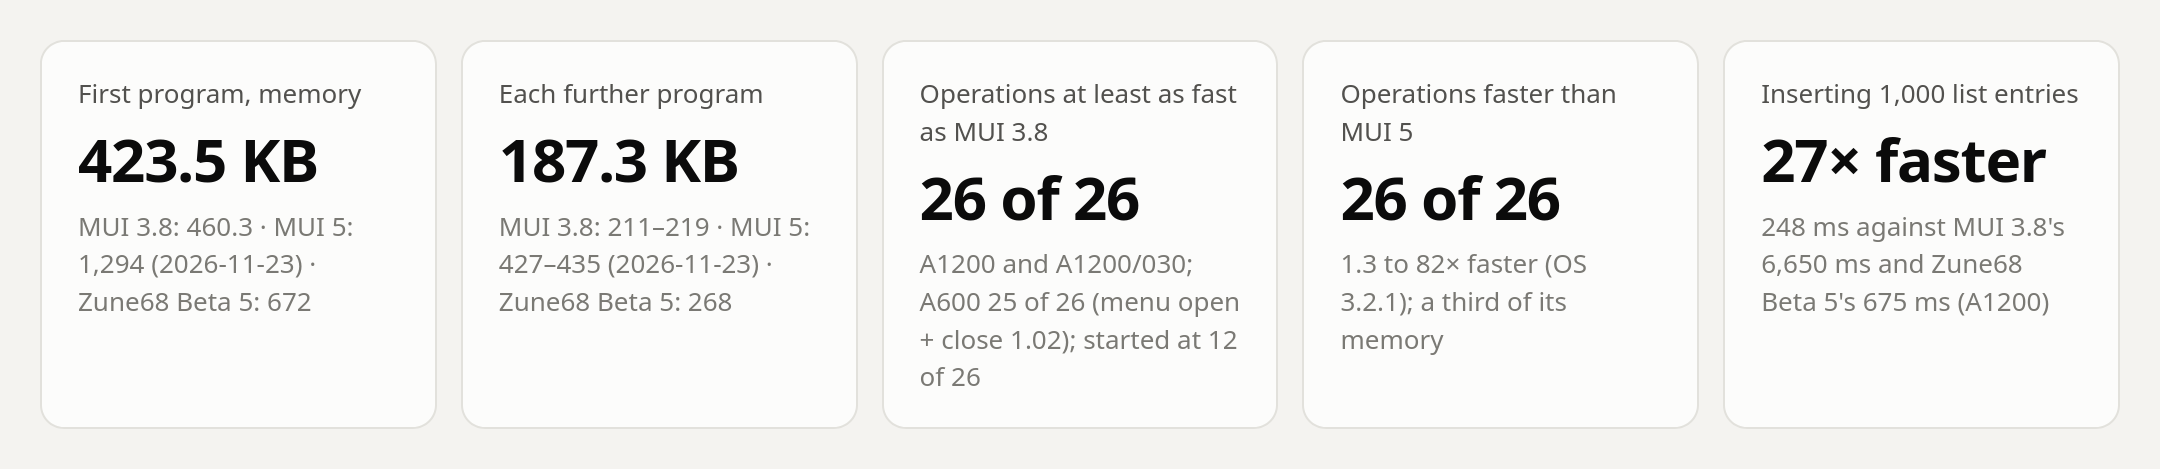 First program, memory
423.5 KB
MUI 3.8: 460.3 · MUI 5:
1,294 (2026-11-23) ·
Zune68 Beta 5: 672
Each further program
187.3 KB
MUI 3.8: 211–219 · MUI 5:
427–435 (2026-11-23) ·
Zune68 Beta 5: 268
Operations at least as fast
as MUI 3.8
26 of 26
A1200 and A1200/030;
A600 25 of 26 (menu open
+ close 1.02); started at 12
of 26
Operations faster than
MUI 5
26 of 26
1.3 to 82× faster (OS
3.2.1); a third of its
memory
Inserting 1,000 list entries
27× faster
248 ms against MUI 3.8's
6,650 ms and Zune68
Beta 5's 675 ms (A1200)